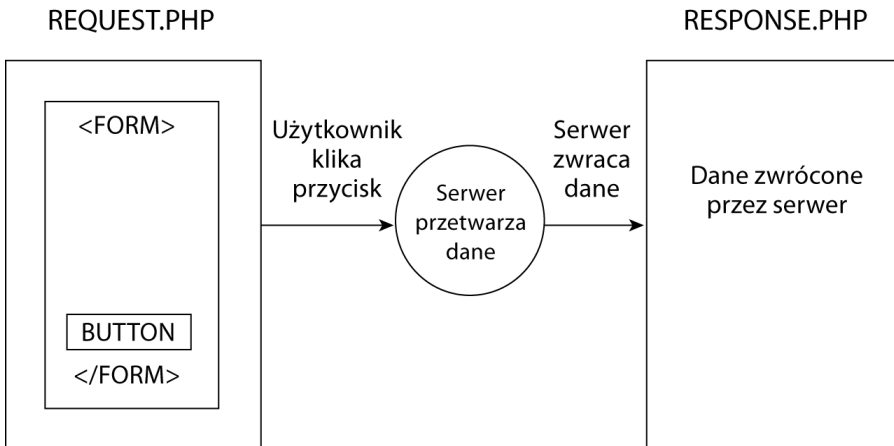 REQUEST.PHP
<FORM>
BUTTON
</FORM>
Użytkownik
klika
przycisk
Serwer
przetwarza
dane
Serwer
zwraca
dane
RESPONSE.PHP
Dane zwrócone
przez serwer